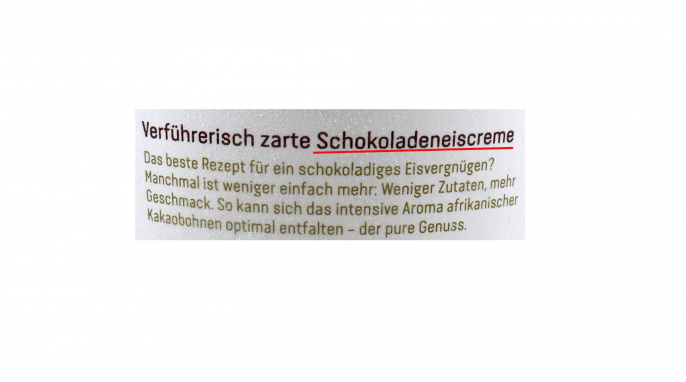 Verführerisch zarte Schokoladeneiscreme
Das beste Rezept für ein schokoladiges Eisvergnügen?
Manchmal ist weniger einfach mehr: Weniger Zutaten, mehr
Geschmack. So kann sich das intensive Aroma afrikanischer
Kakaobohnen optimal entfalten – der pure Genuss.